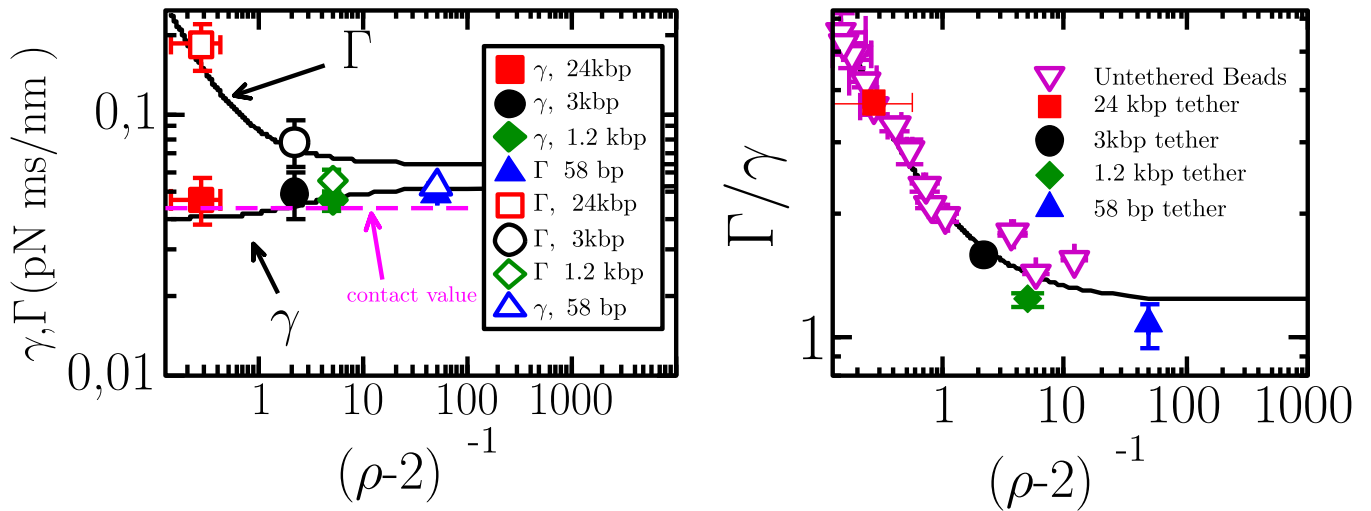 γ,Γ(pN ms/nm )
0,1
0,01
Γ
γ
contact value
γ, 24kbp
γ, 3kbp
γ, 1.2 kbp
Γ 58 bp
Γ, 24kbp
Γ, 3kbp
Γ 1.2 kbp
γ, 58 bp
1 10 100 1000
(ρ-2)-1
Γ/γ
1
Untethered Beads
24 kbp tether
3kbp tether
1.2 kbp tether
58 bp tether
1 10 100 1000
(ρ-2)-1